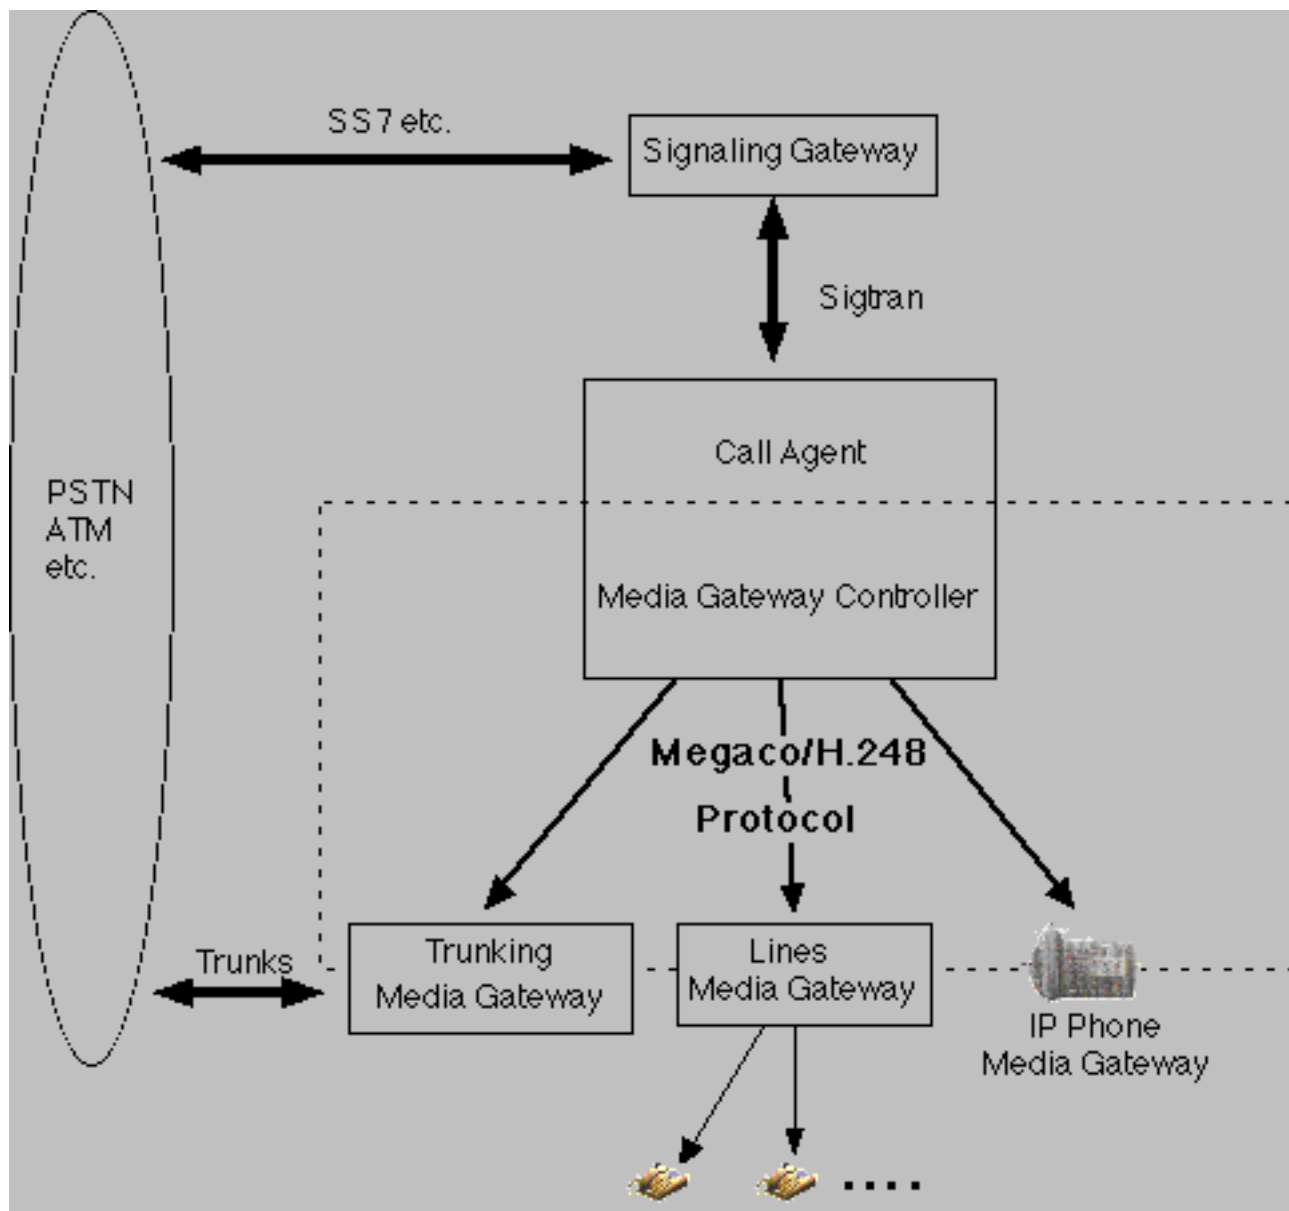 SS7 etc.
Signaling Gateway
Sigtran
Call Agent
PSTN
ATM
etc.
Media Gateway Controller
Megaco/H.248
Protocol
Trunks
Trunking
Media Gateway
Lines
Media Gateway
IP Phone
Media Gateway